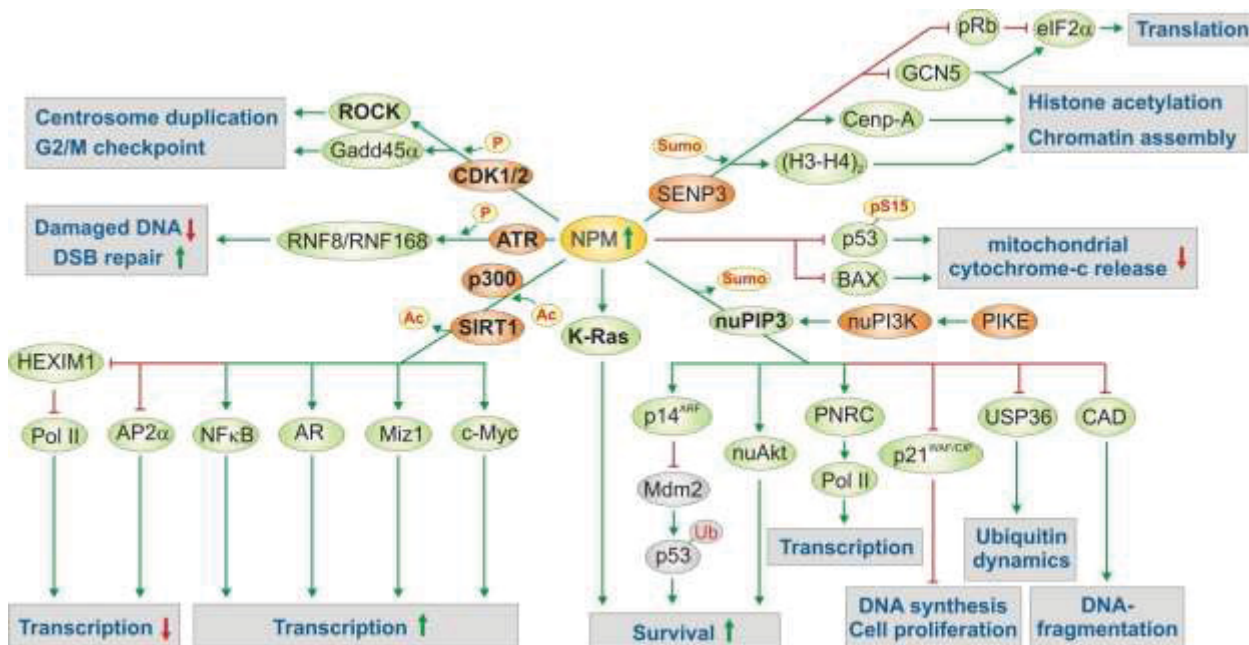 pRb
eIF2α
Translation
GCN5
Histone acetylation
Chromatin assembly
Cenp-A
Sumo
(H3-H4)2
SENP3
Centrosome duplication
G2/M checkpoint
ROCK
Gadd45α
P
CDK1/2
Damaged DNA
DSB repair
RNF8/RNF168
P
ATR
NPM
pS15
p53
BAX
mitochondrial
cytochrome-c release
p300
Ac
Ac
SIRT1
K-Ras
Sumo
nuPIP3
nuPI3K
PIKE
HEXIM1
Pol II
AP2α
NFκB
AR
Miz1
c-Myc
p14ARF
Mdm2
p53
Ub
nuAkt
PNRC
Pol II
p21WAF/CIP
USP36
CAD
Transcription
Ubiquitin
dynamics
Transcription
Transcription
Survival
DNA synthesis
Cell proliferation
DNA-
fragmentation